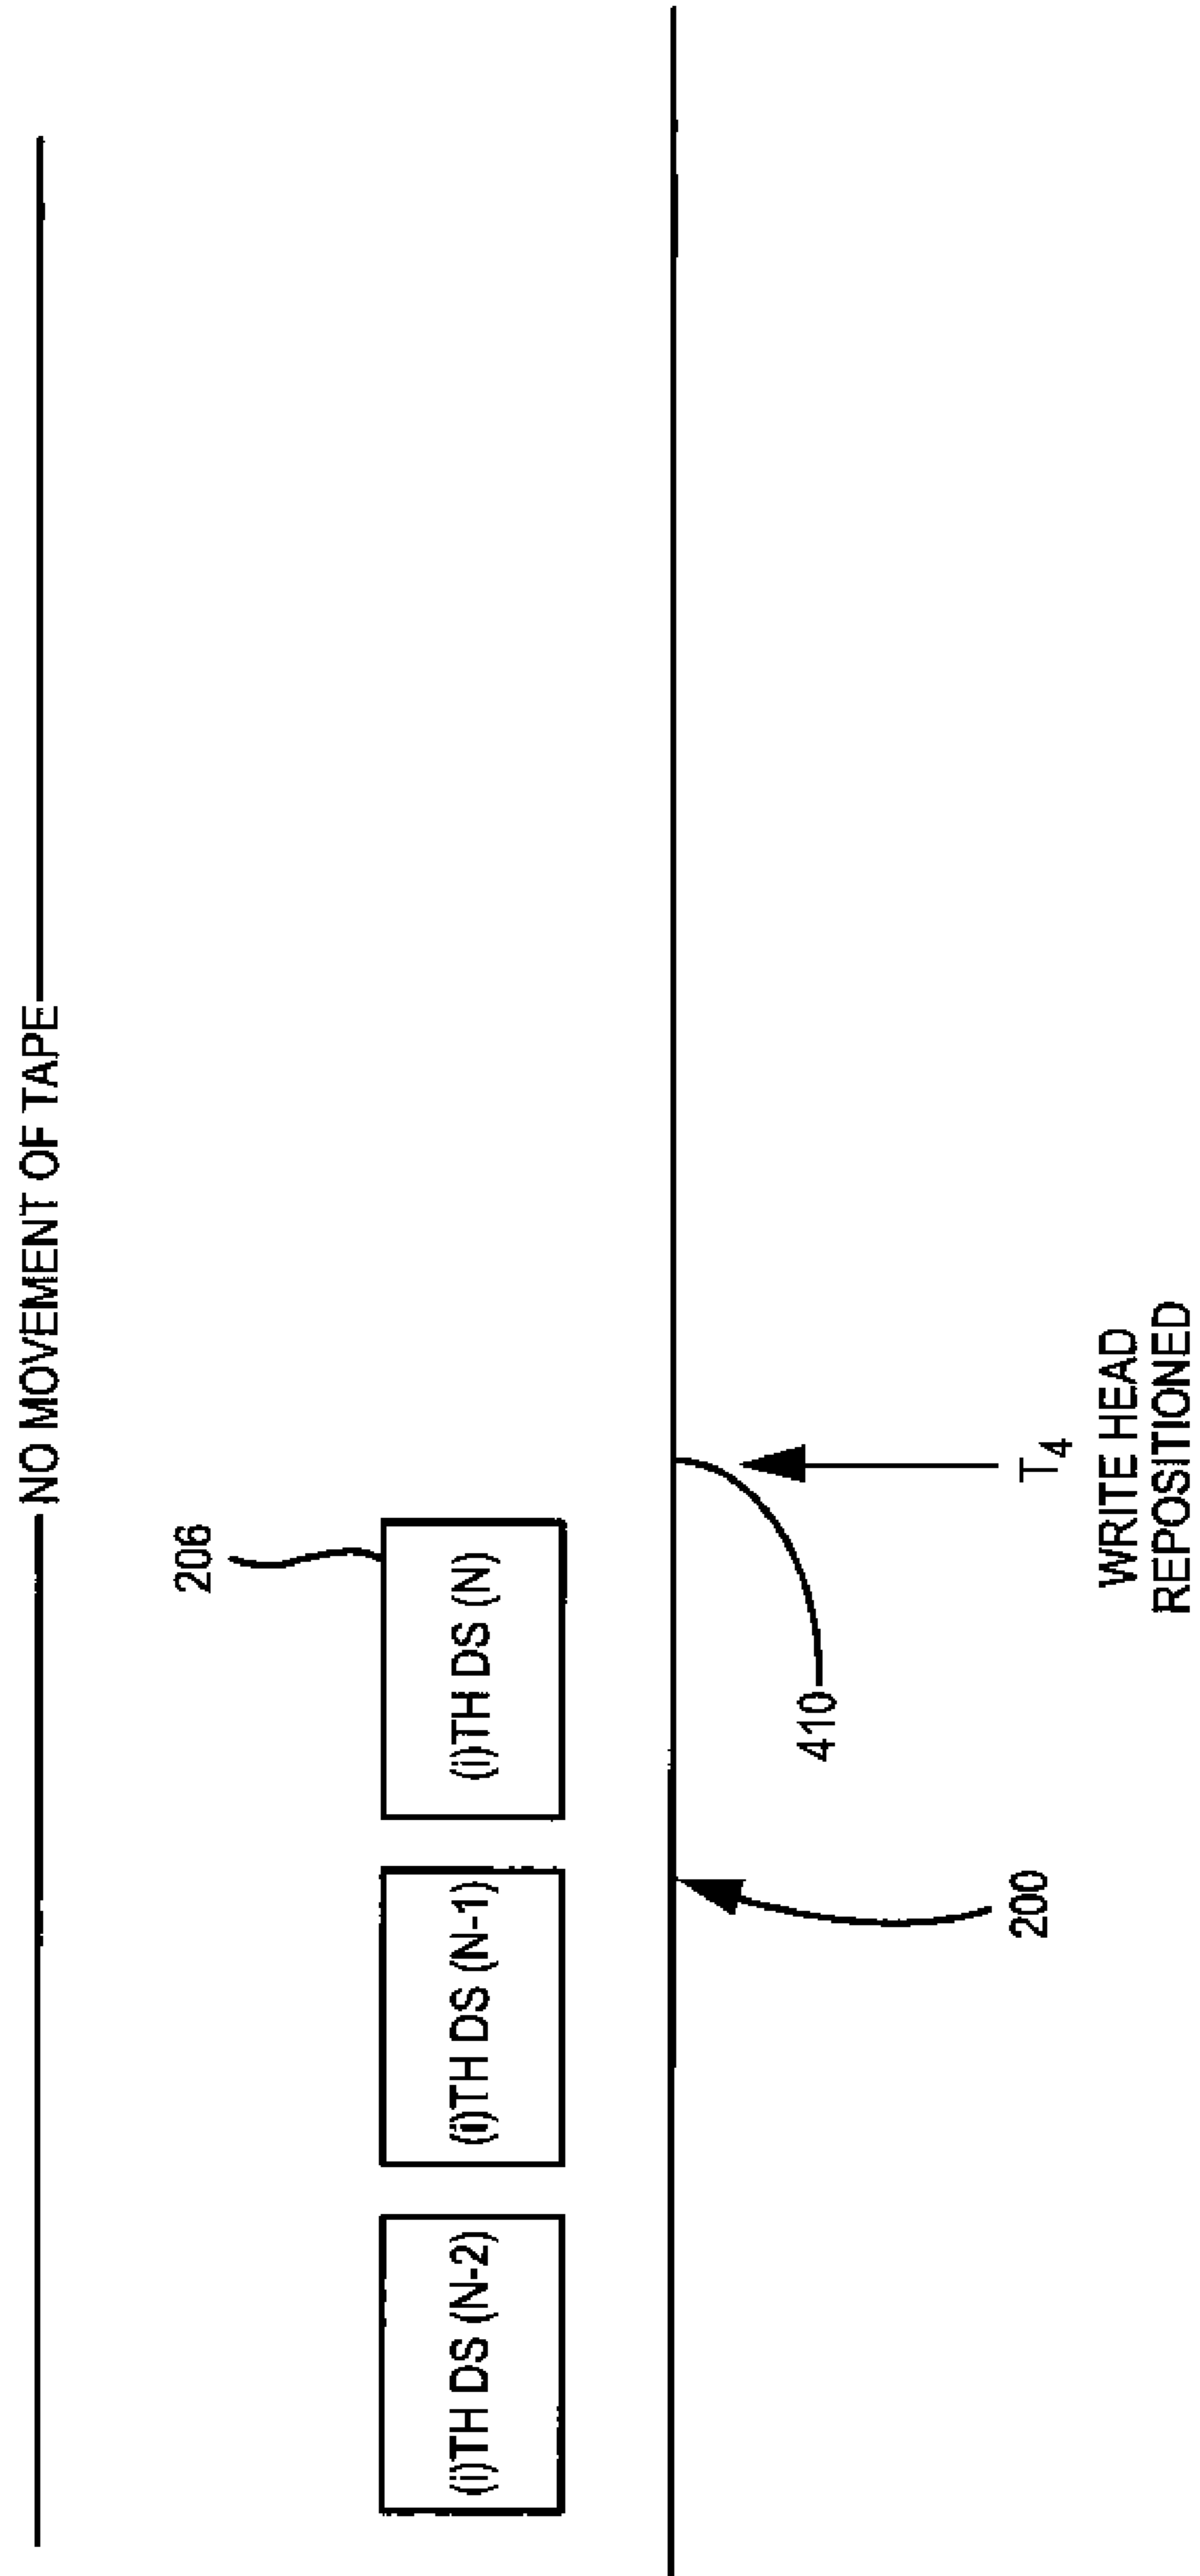 NO MOVEMENT OF TAPE
206
(i)TH DS (N-2)
(i)TH DS (N-1)
(i)TH DS (N)
410
200
T4
WRITE HEAD
REPOSITIONED